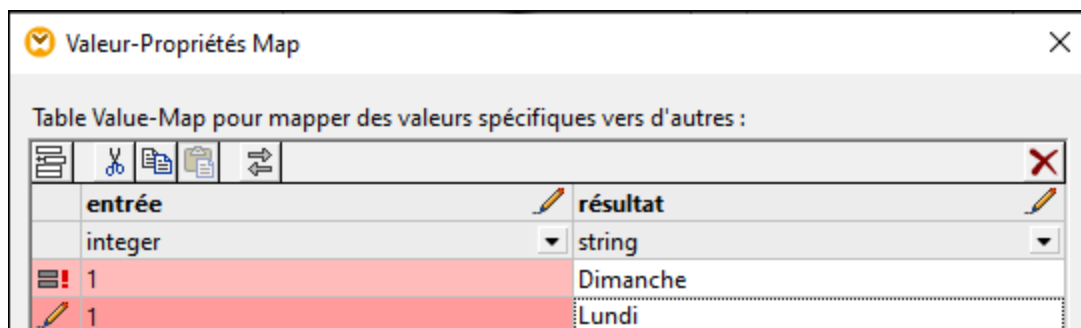 Valeur-Propriétés Map
Table Value-Map pour mapper des valeurs spécifiques vers d'autres :
entrée résultat
integer string
1 Dimanche
1 Lundi